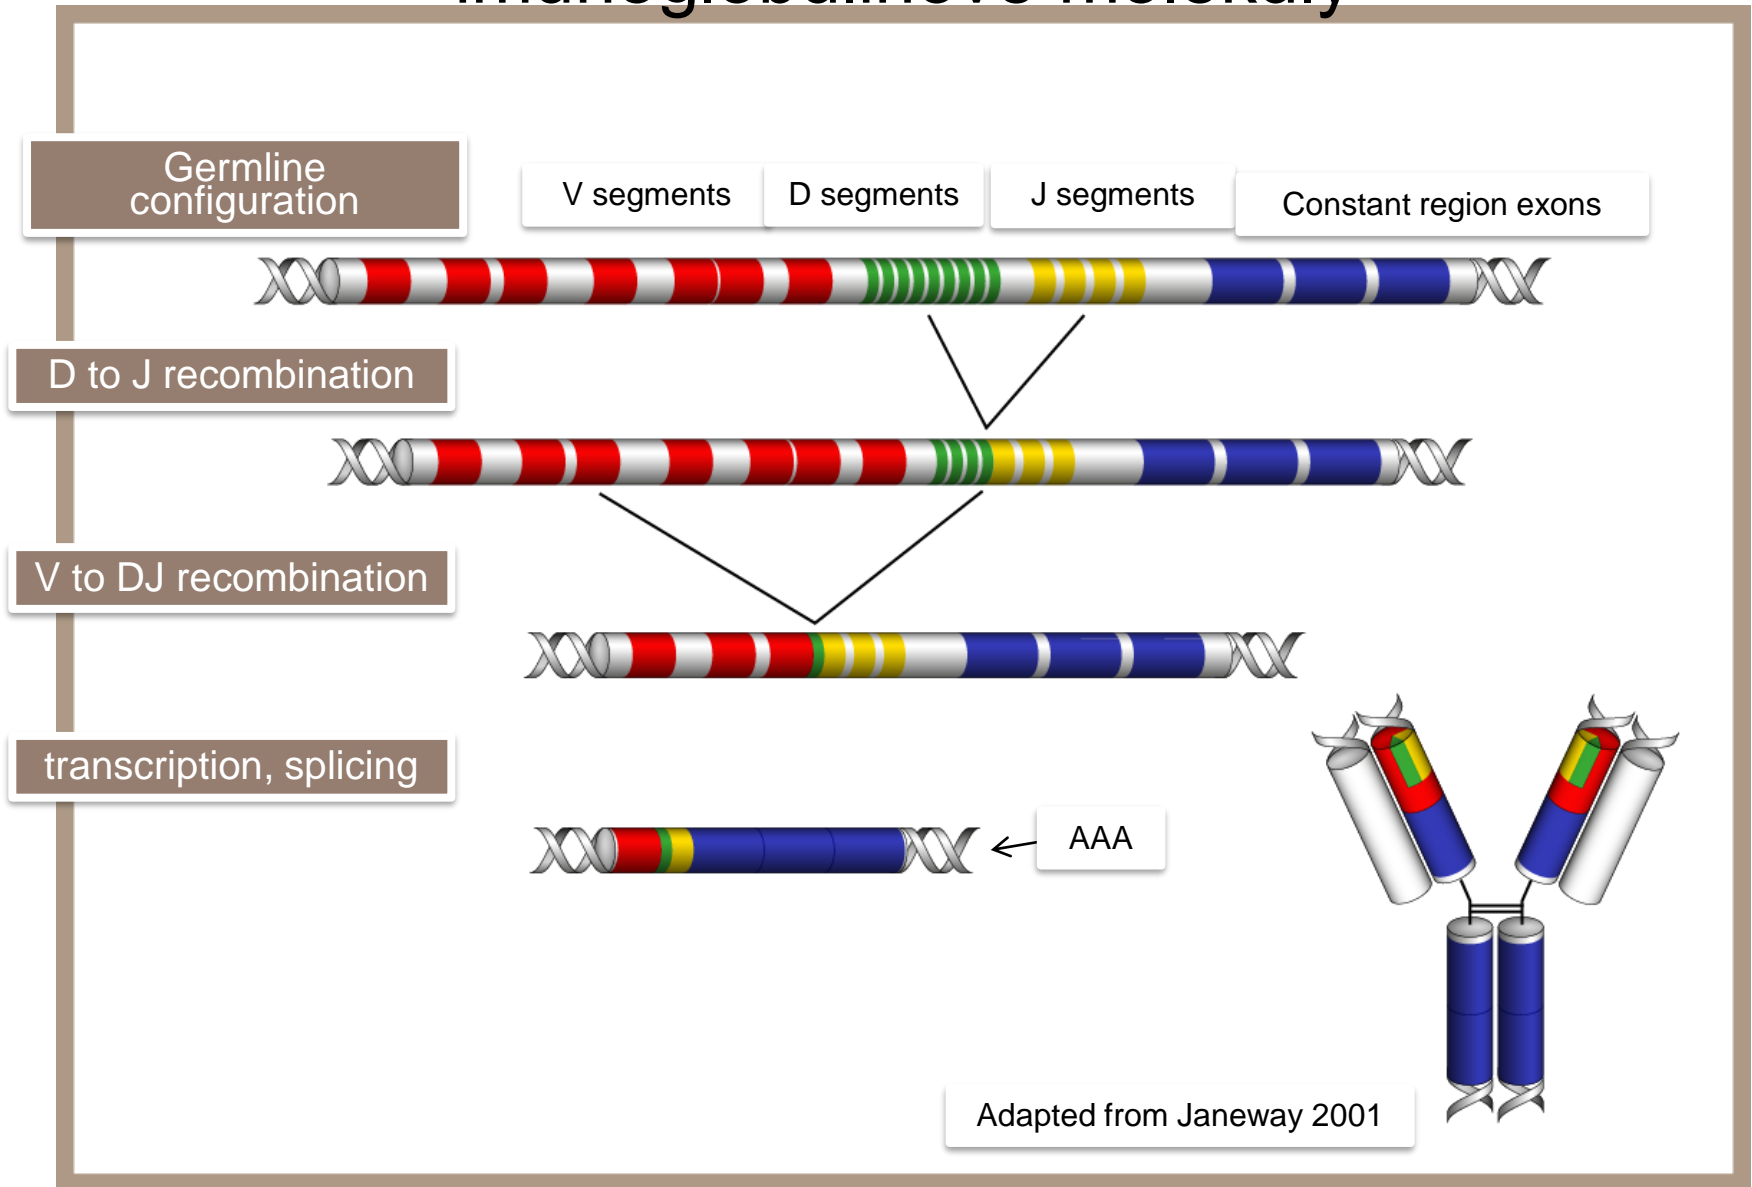 Germline
configuration
V segments
D segments
J segments
Constant region exons
D to J recombination
V to DJ recombination
transcription, splicing
AAA
Adapted from Janeway 2001